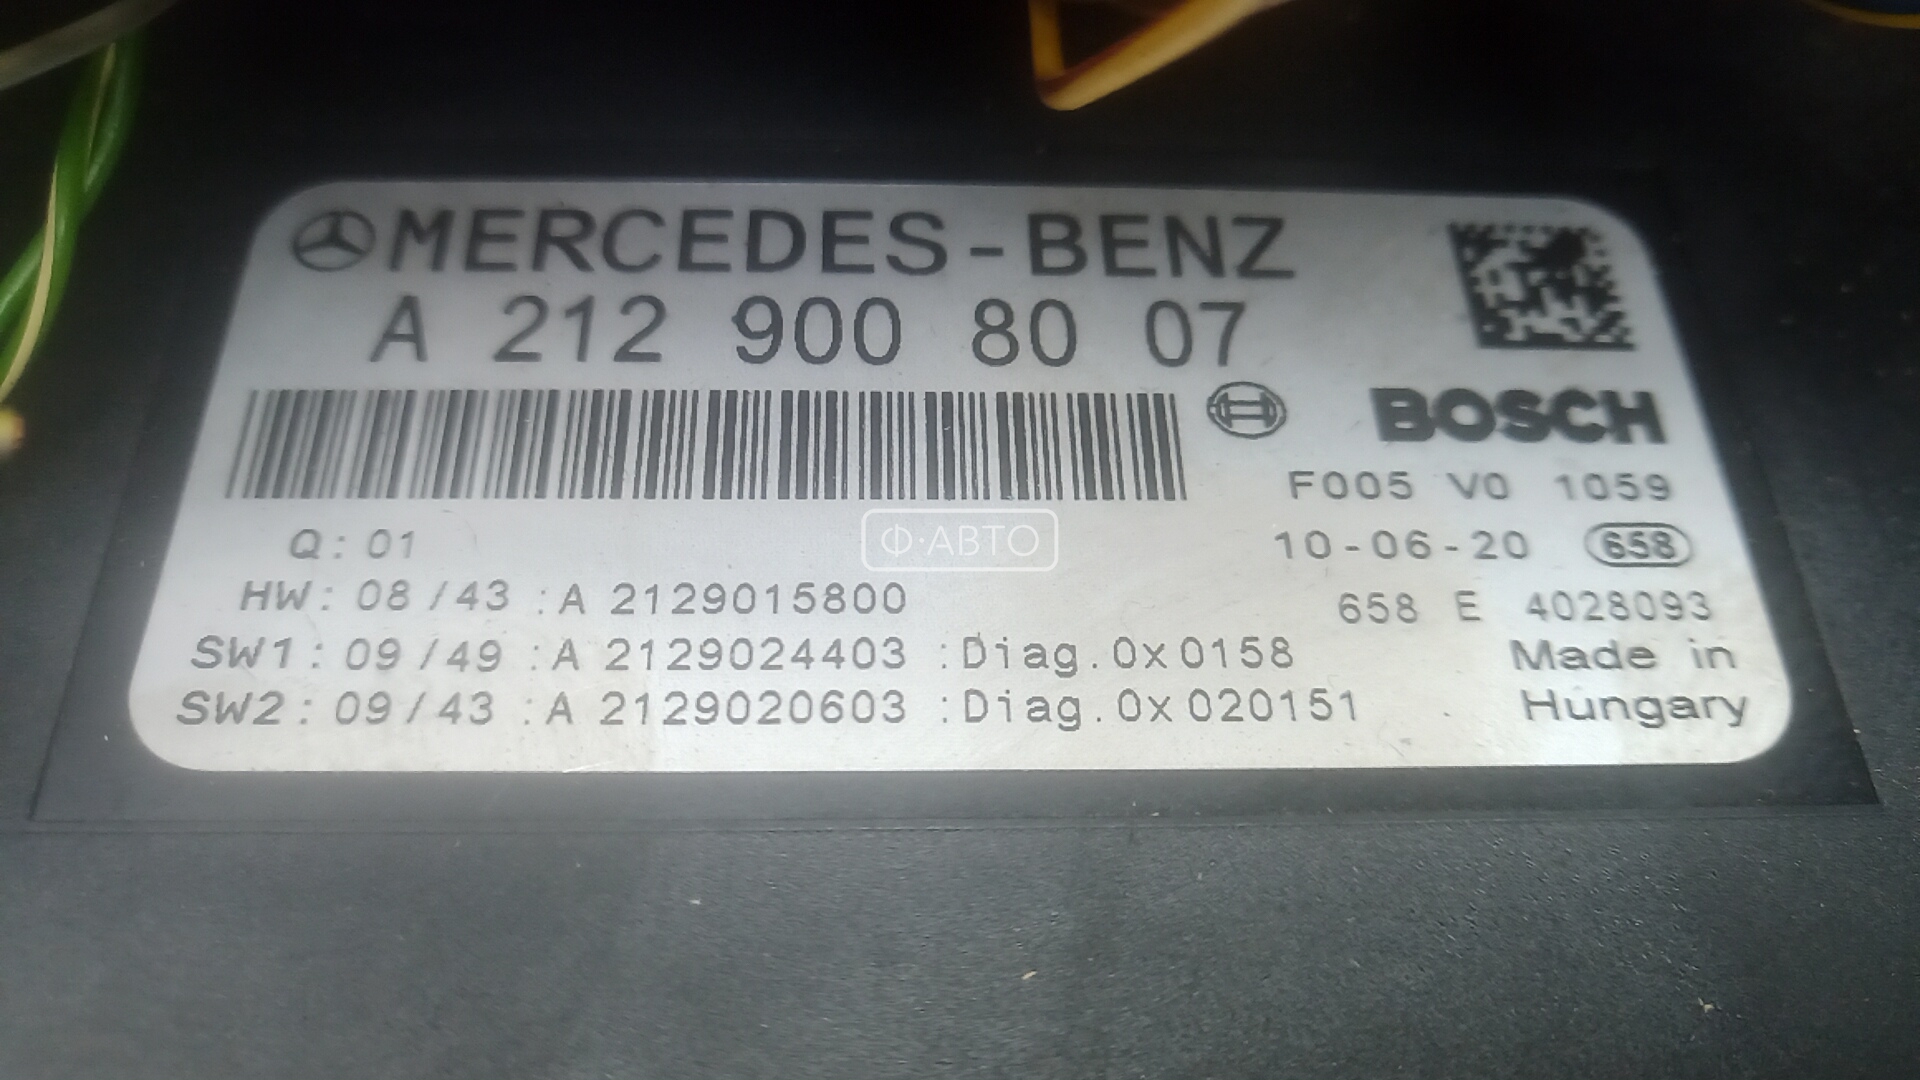 MERCEDES-BENZ
A 212 900 80 07
BOSCH
F005 V0 1059
Ф·АВТО
Q: 01
10-06-20 658
HW: 08/43 :A 2129015800
658 E 4028093
SW1: 09/49 :A 2129024403 :Diag.0x0158
Made in
SW2: 09/43 :A 2129020603 :Diag.0x020151
Hungary